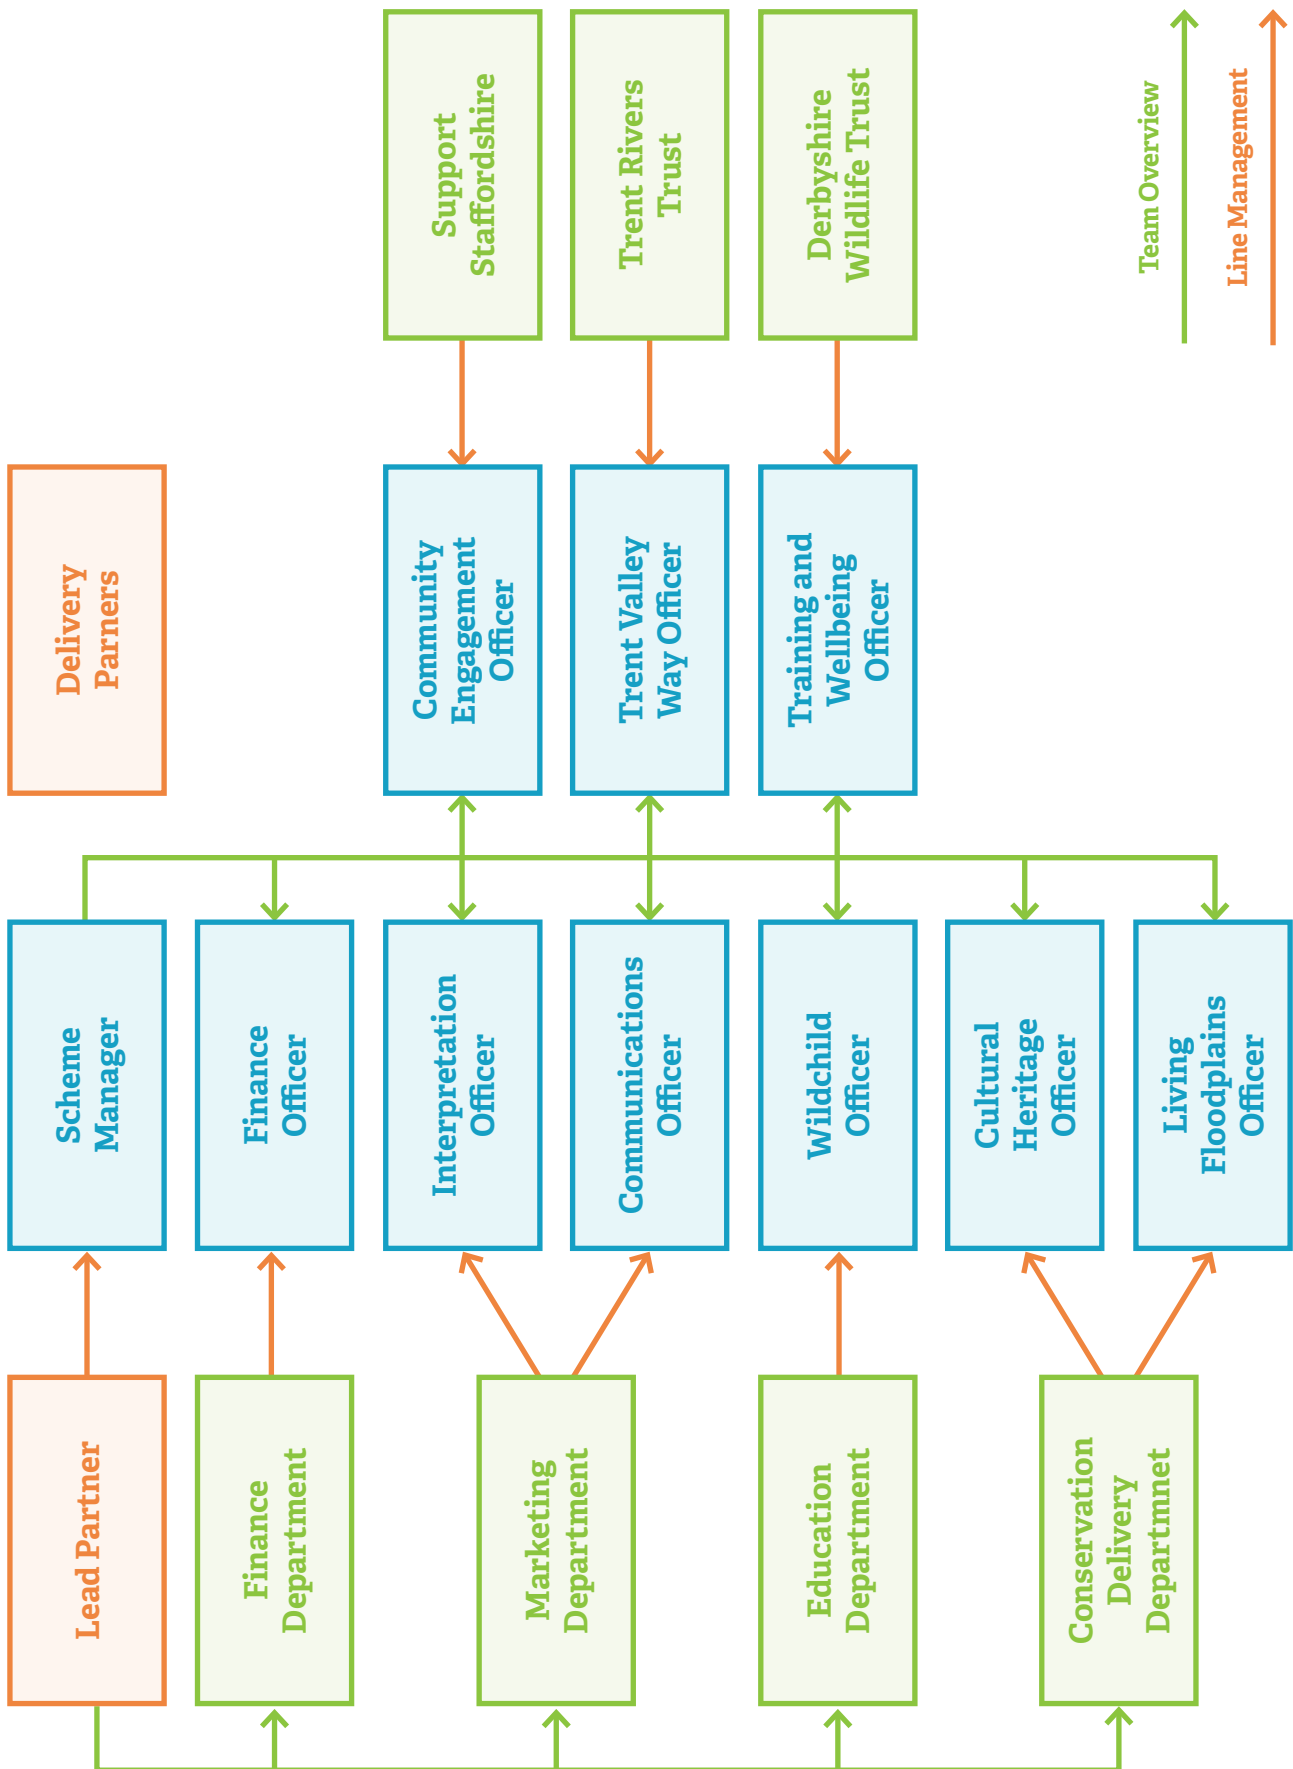 Lead Partner
Scheme
Manager
Delivery
Parners
Finance
Department
Finance
Officer
Marketing
Department
Interpretation
Officer
Community
Engagement
Officer
Support
Staffordshire
Communications
Officer
Trent Valley
Way Officer
Trent Rivers
Trust
Education
Department
Wildchild
Officer
Training and
Wellbeing
Officer
Derbyshire
Wildlife Trust
Conservation
Delivery
Departmnet
Cultural
Heritage
Officer
Living
Floodplains
Officer
Team Overview
Line Management